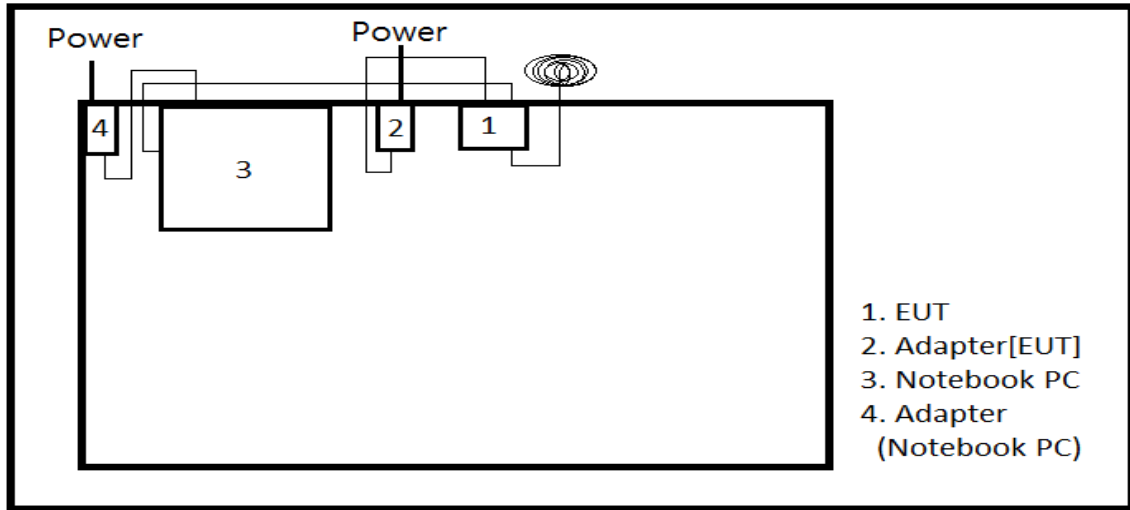 Power
Power
4
3
2
1
1. EUT
2. Adapter[EUT]
3. Notebook PC
4. Adapter
(Notebook PC)